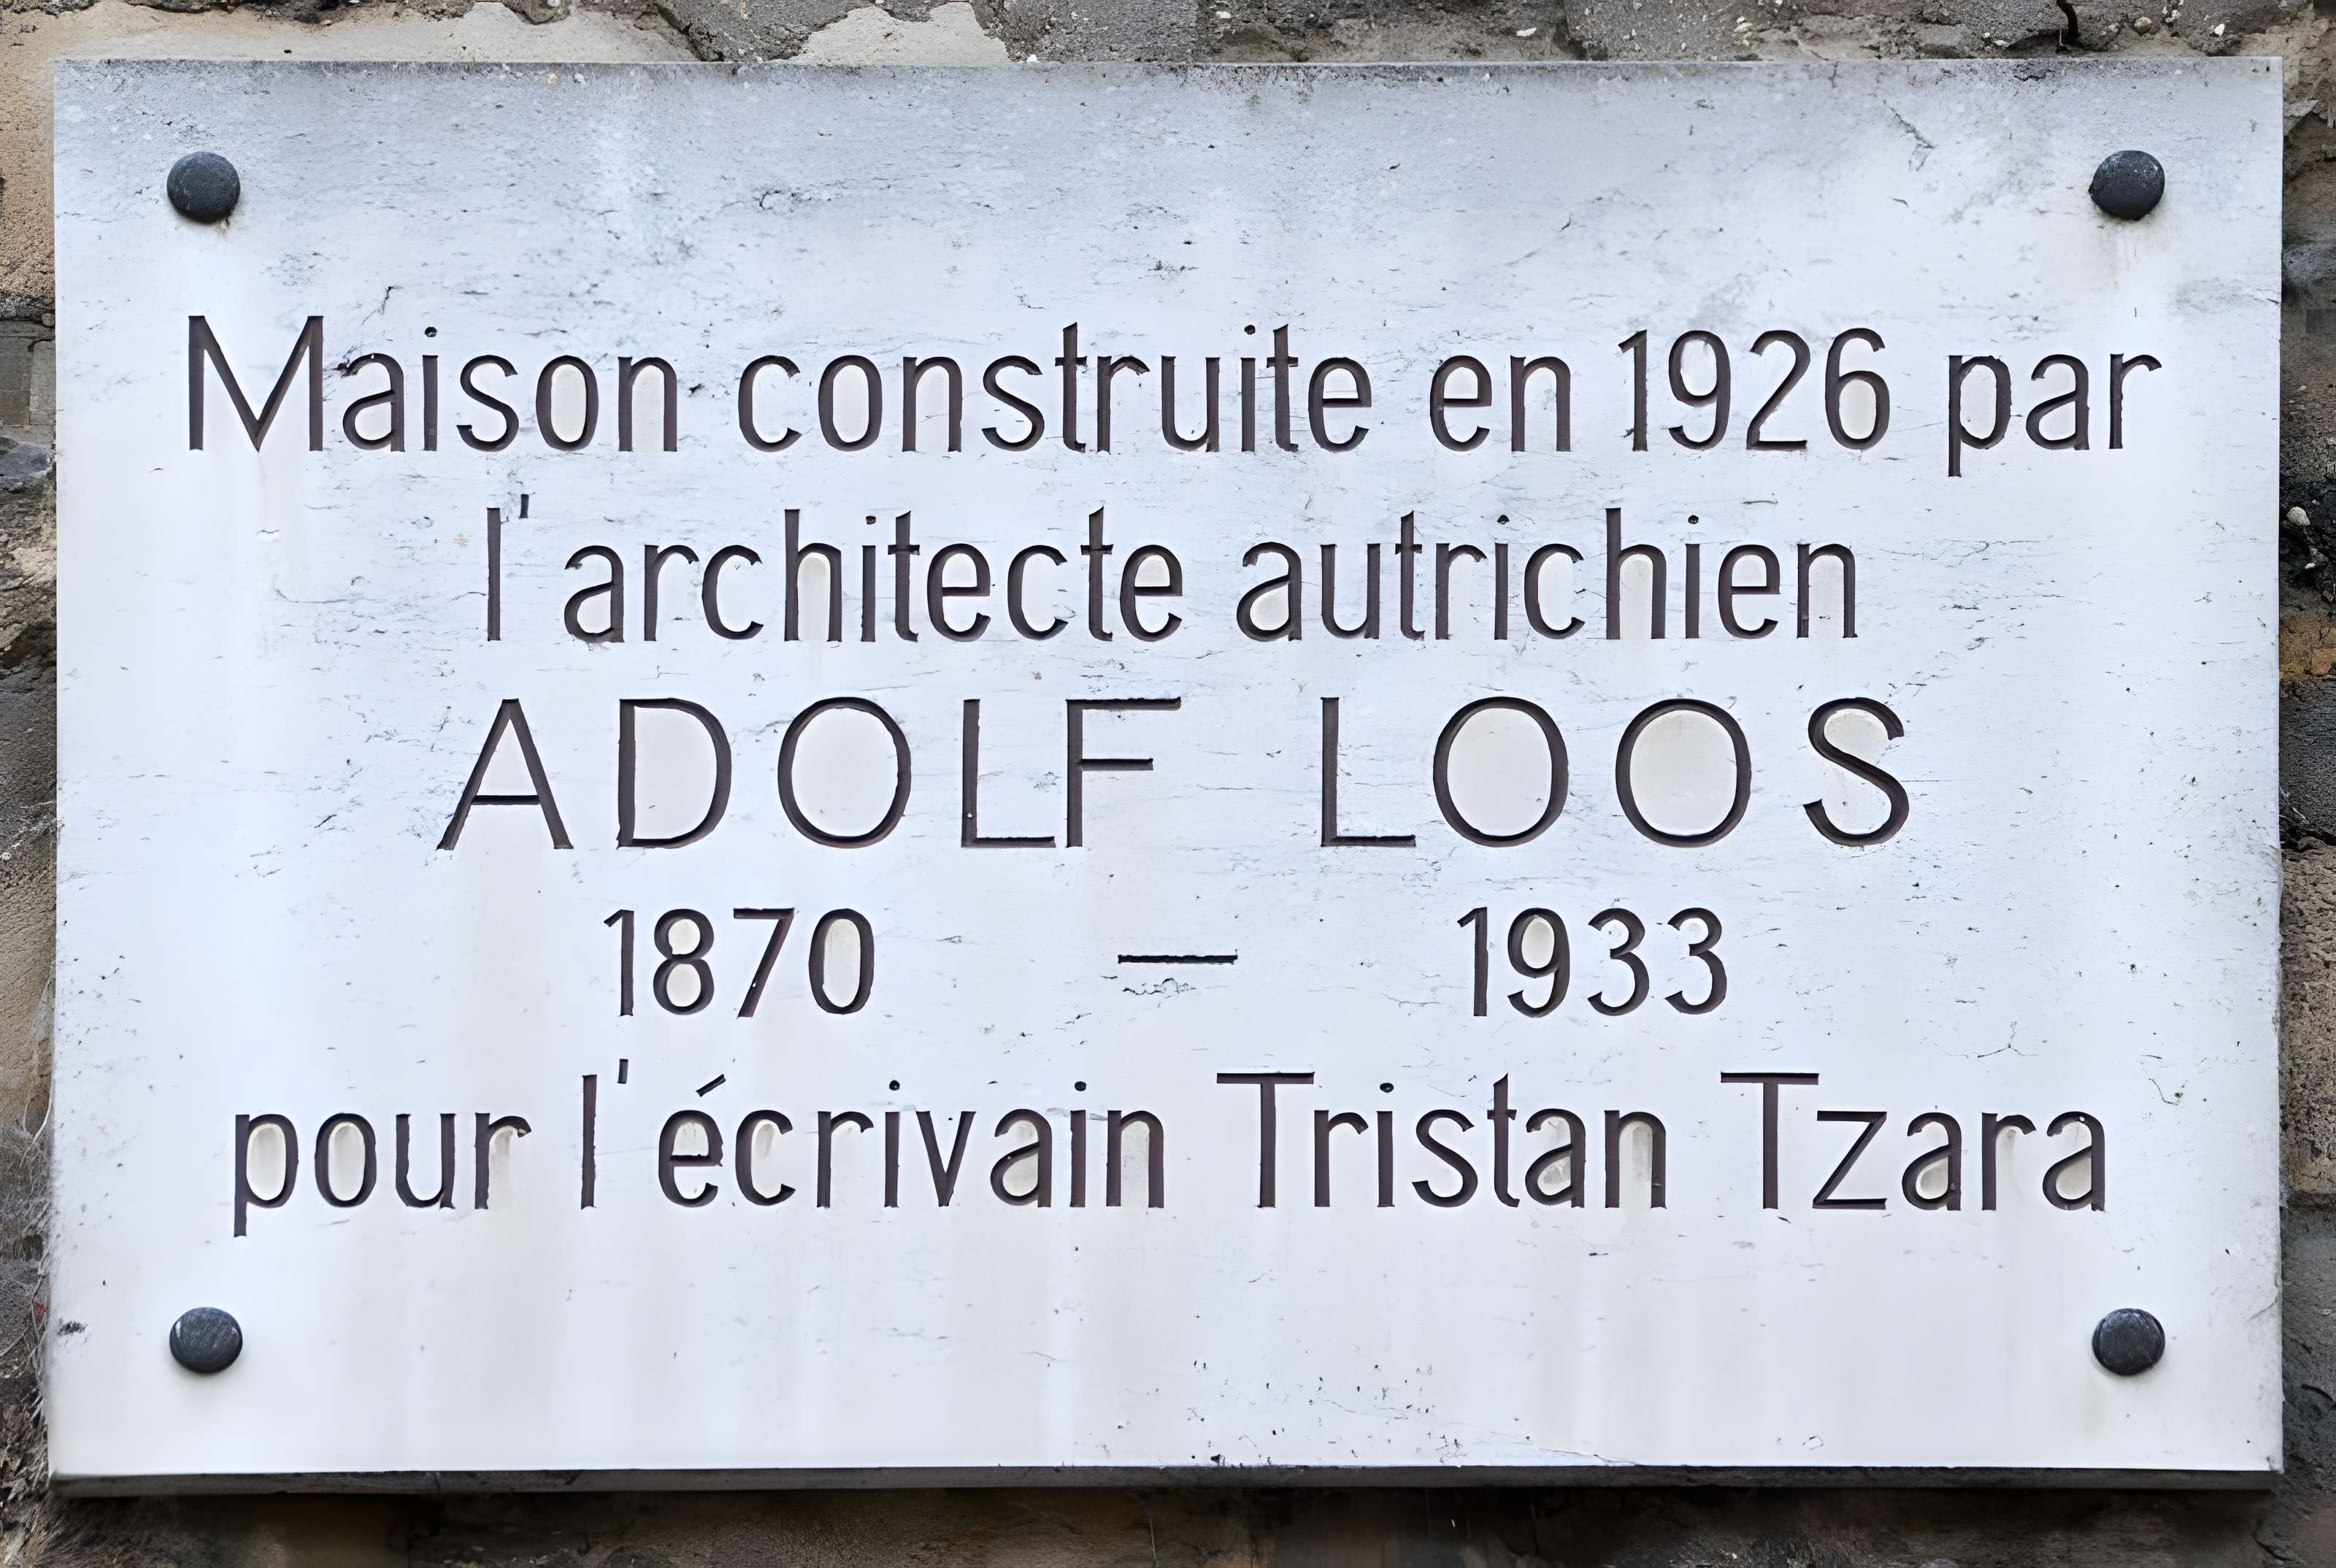 Maison construite en 1926 par
l'architecte autrichien
ADOLF LOOS
1870 — 1933
pour l'écrivain Tristan Tzara